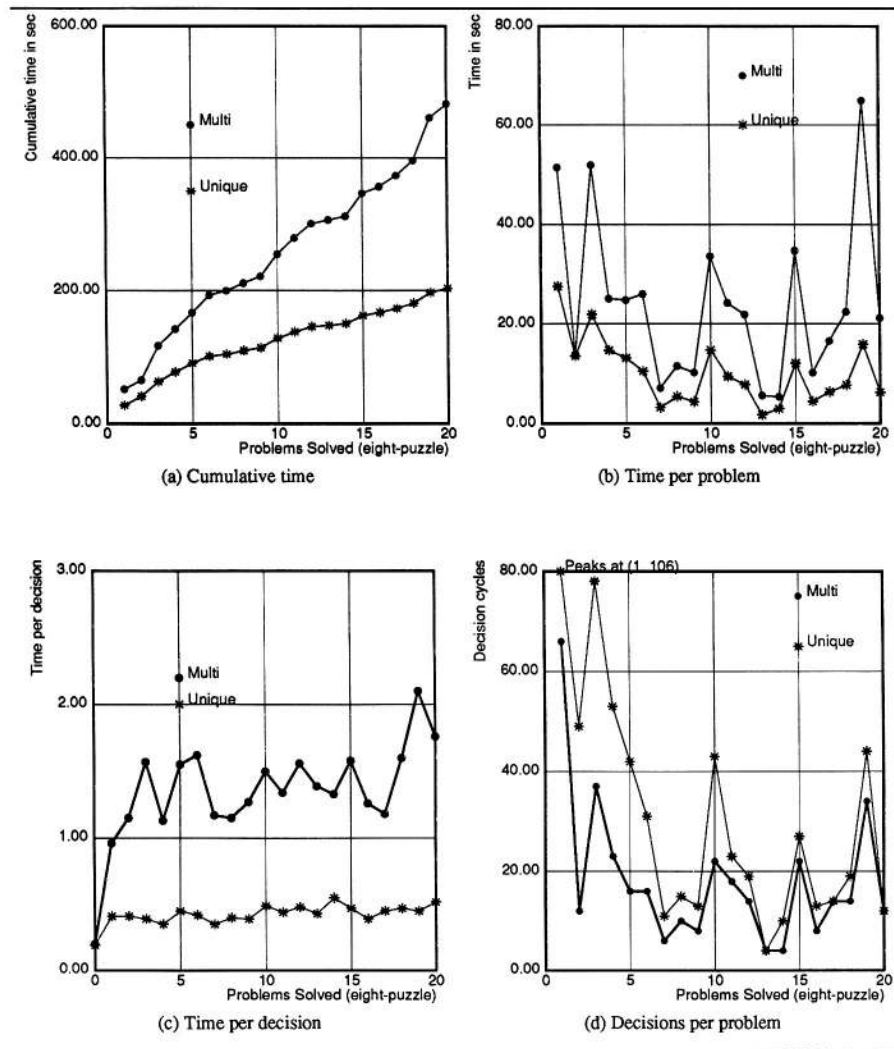 600.00
Cumulative time in sec
Multi
400.00
Unique
200.00
0.00
0
5
10
15
20
Problems Solved (eight-puzzle)
(a) Cumulative time
80.00
Time in sec
Multi
60.00
Unique
40.00
20.00
0.00
0
5
10
15
20
Problems Solved (eight-puzzle)
(b) Time per problem
3.00
Time per decision
Multi
2.00
Unique
1.00
0.00
0
5
10
15
20
Problems Solved (eight-puzzle)
(c) Time per decision
80.00
Peaks at (1, 106)
Decision cycles
Multi
Unique
60.00
40.00
20.00
0.00
0
5
10
15
20
Problems Solved (eight-puzzle)
(d) Decisions per problem